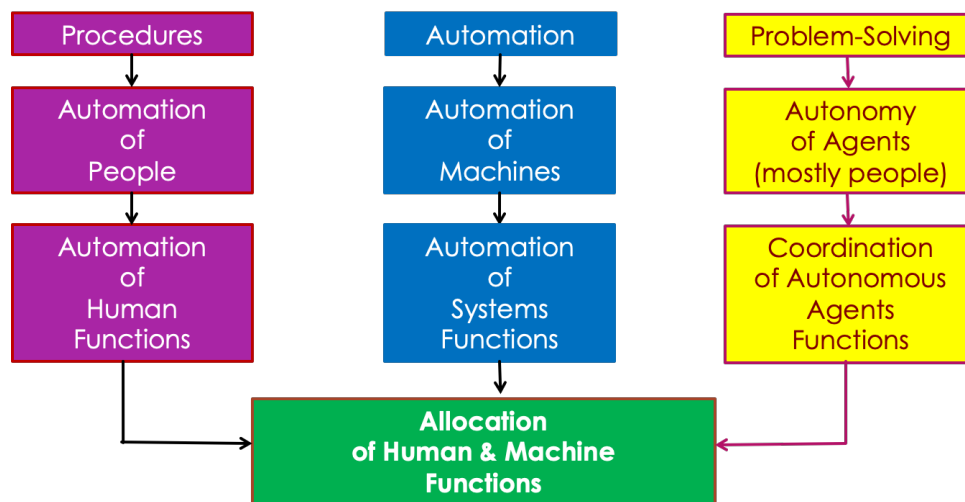 Procedures
Automation
of
People
Automation
of
Human
Functions
Automation
Automation
of
Machines
Automation
of
Systems
Functions
Problem-Solving
Autonomy
of Agents
(mostly people)
Coordination
of Autonomous
Agents
Functions
Allocation
of Human & Machine
Functions